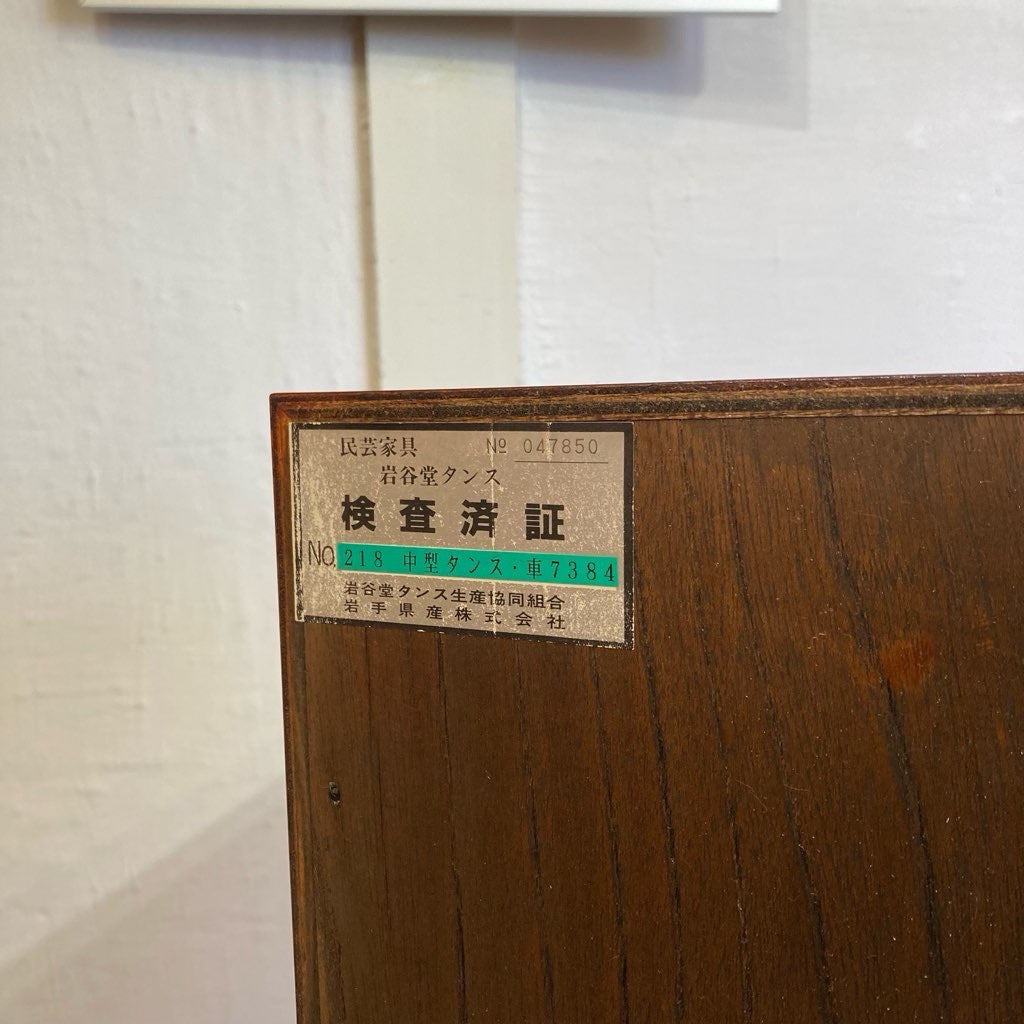 民芸家具 № 047850
岩谷堂タンス
検査済証
No. 218 中型タンス・車7384
岩谷堂タンス生産協同組合
岩手県産株式会社